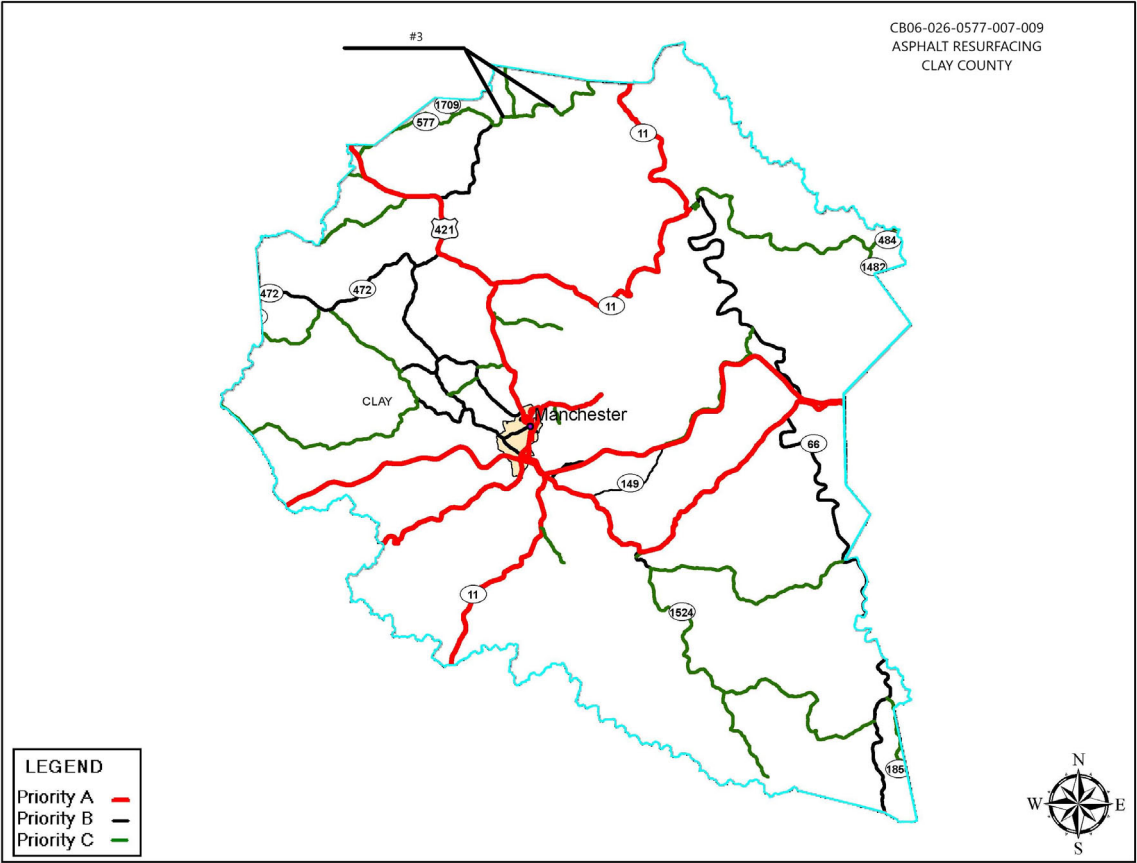 CB06-026-0577-007-009
ASPHALT RESURFACING
CLAY COUNTY
#3
1709
577
11
421
484
1482
472
472
11
CLAY
Manchester
66
149
11
1524
185
LEGEND
Priority A
Priority B
Priority C
N
W
E
S